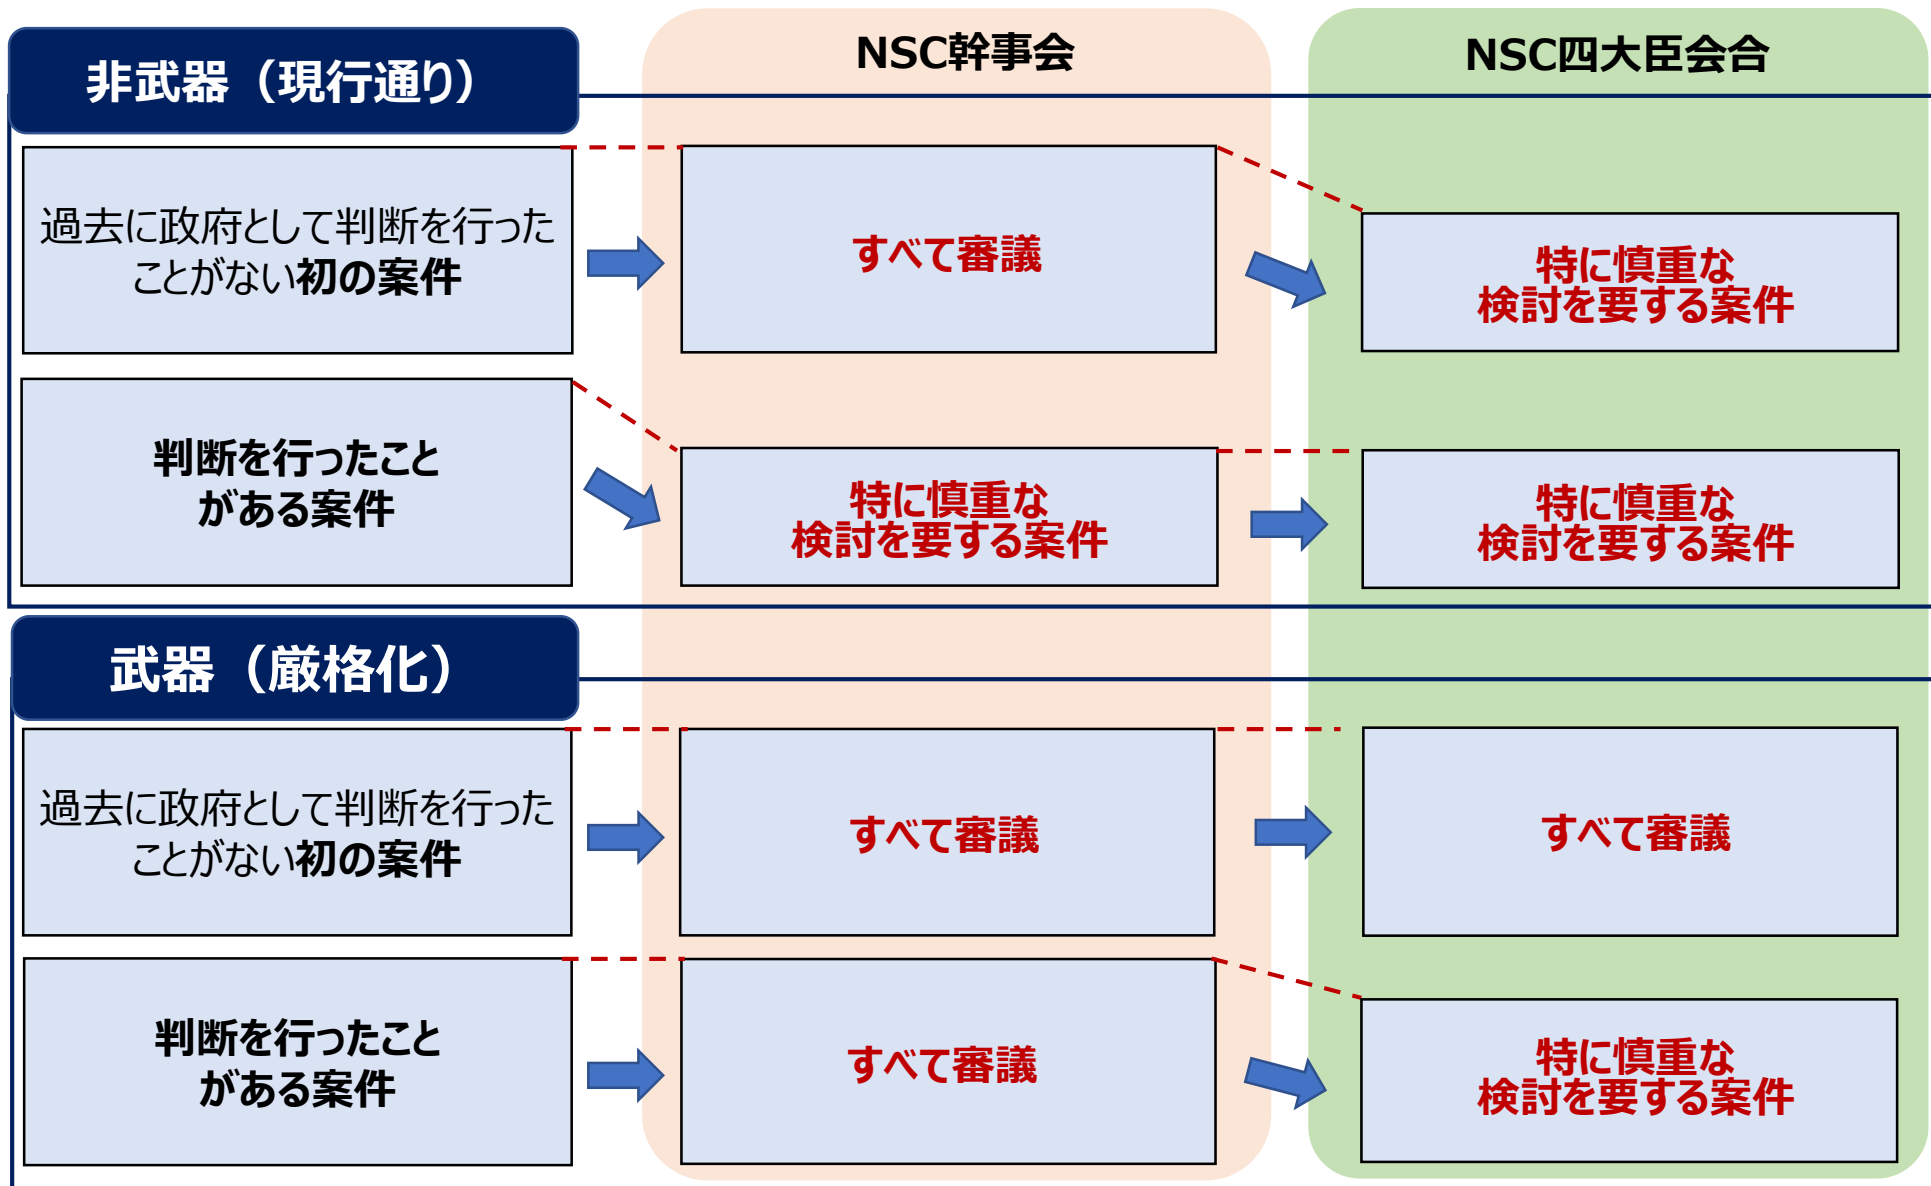 NSC幹事会
NSC四大臣会合
非武器（現行通り）
過去に政府として判断を行った
ことがない初の案件
すべて審議
特に慎重な
検討を要する案件
判断を行ったこと
がある案件
特に慎重な
検討を要する案件
特に慎重な
検討を要する案件
武器（厳格化）
過去に政府として判断を行った
ことがない初の案件
すべて審議
すべて審議
判断を行ったこと
がある案件
すべて審議
特に慎重な
検討を要する案件